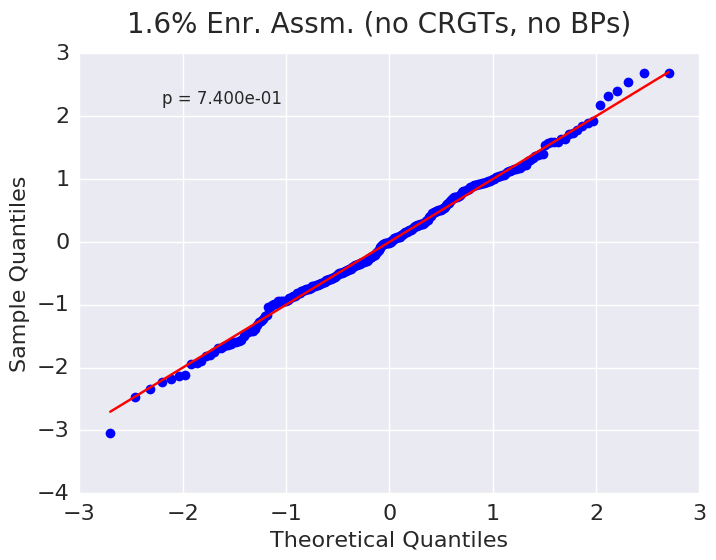 1.6% Enr. Assm. (no CRGTs, no BPs)
3
2
1
0
−1
−2
−3
−4
p = 7.400e-01
Sample Quantiles
−3 −2 −1 0 1 2 3
Theoretical Quantiles